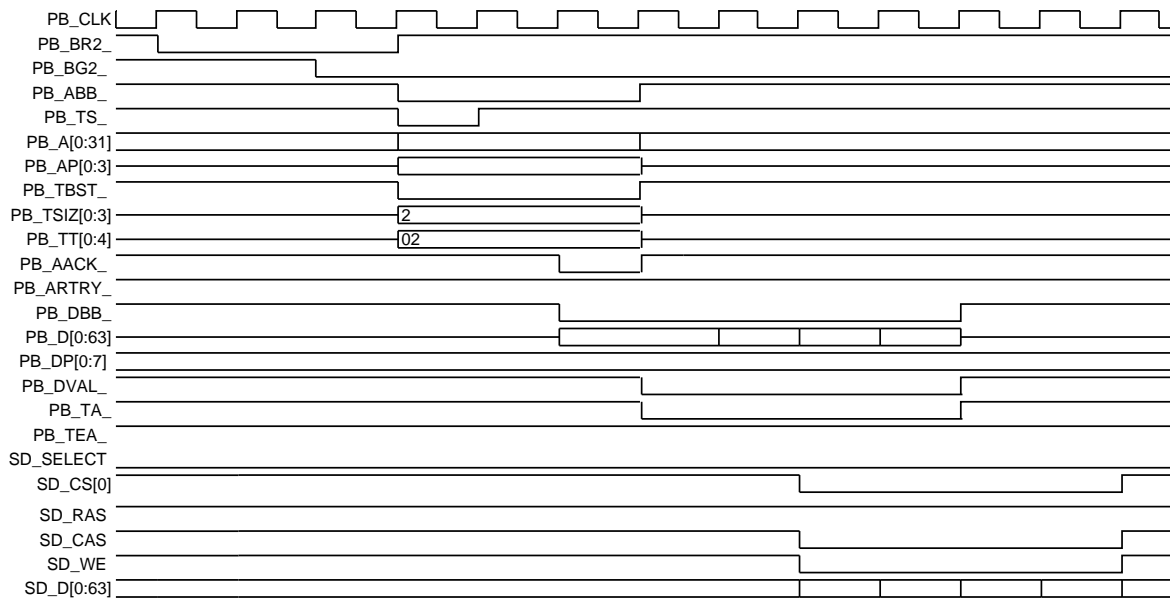 PB_CLK
PB_BR2_
PB_BG2_
PB_ABB_
PB_TS_
PB_A[0:31]
PB_AP[0:3]
PB_TBST_
PB_TSIZ[0:3] 2
PB_TT[0:4] 02
PB_AACK_
PB_ARTRY_
PB_DBB_
PB_D[0:63]
PB_DP[0:7]
PB_DVAL_
PB_TA_
PB_TEA_
SD_SELECT
SD_CS[0]
SD_RAS
SD_CAS
SD_WE
SD_D[0:63]